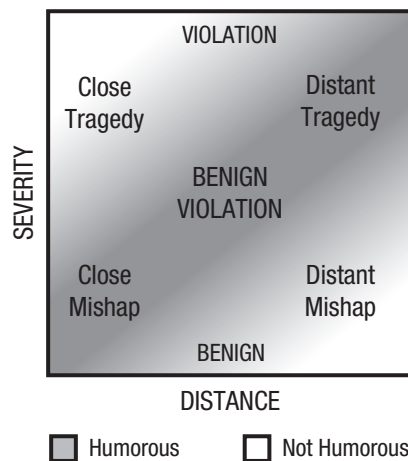 VIOLATION
Close Distant
Tragedy Tragedy
SEVERITY
BENIGN
VIOLATION
Close Distant
Mishap Mishap
BENIGN
DISTANCE
Humorous Not Humorous